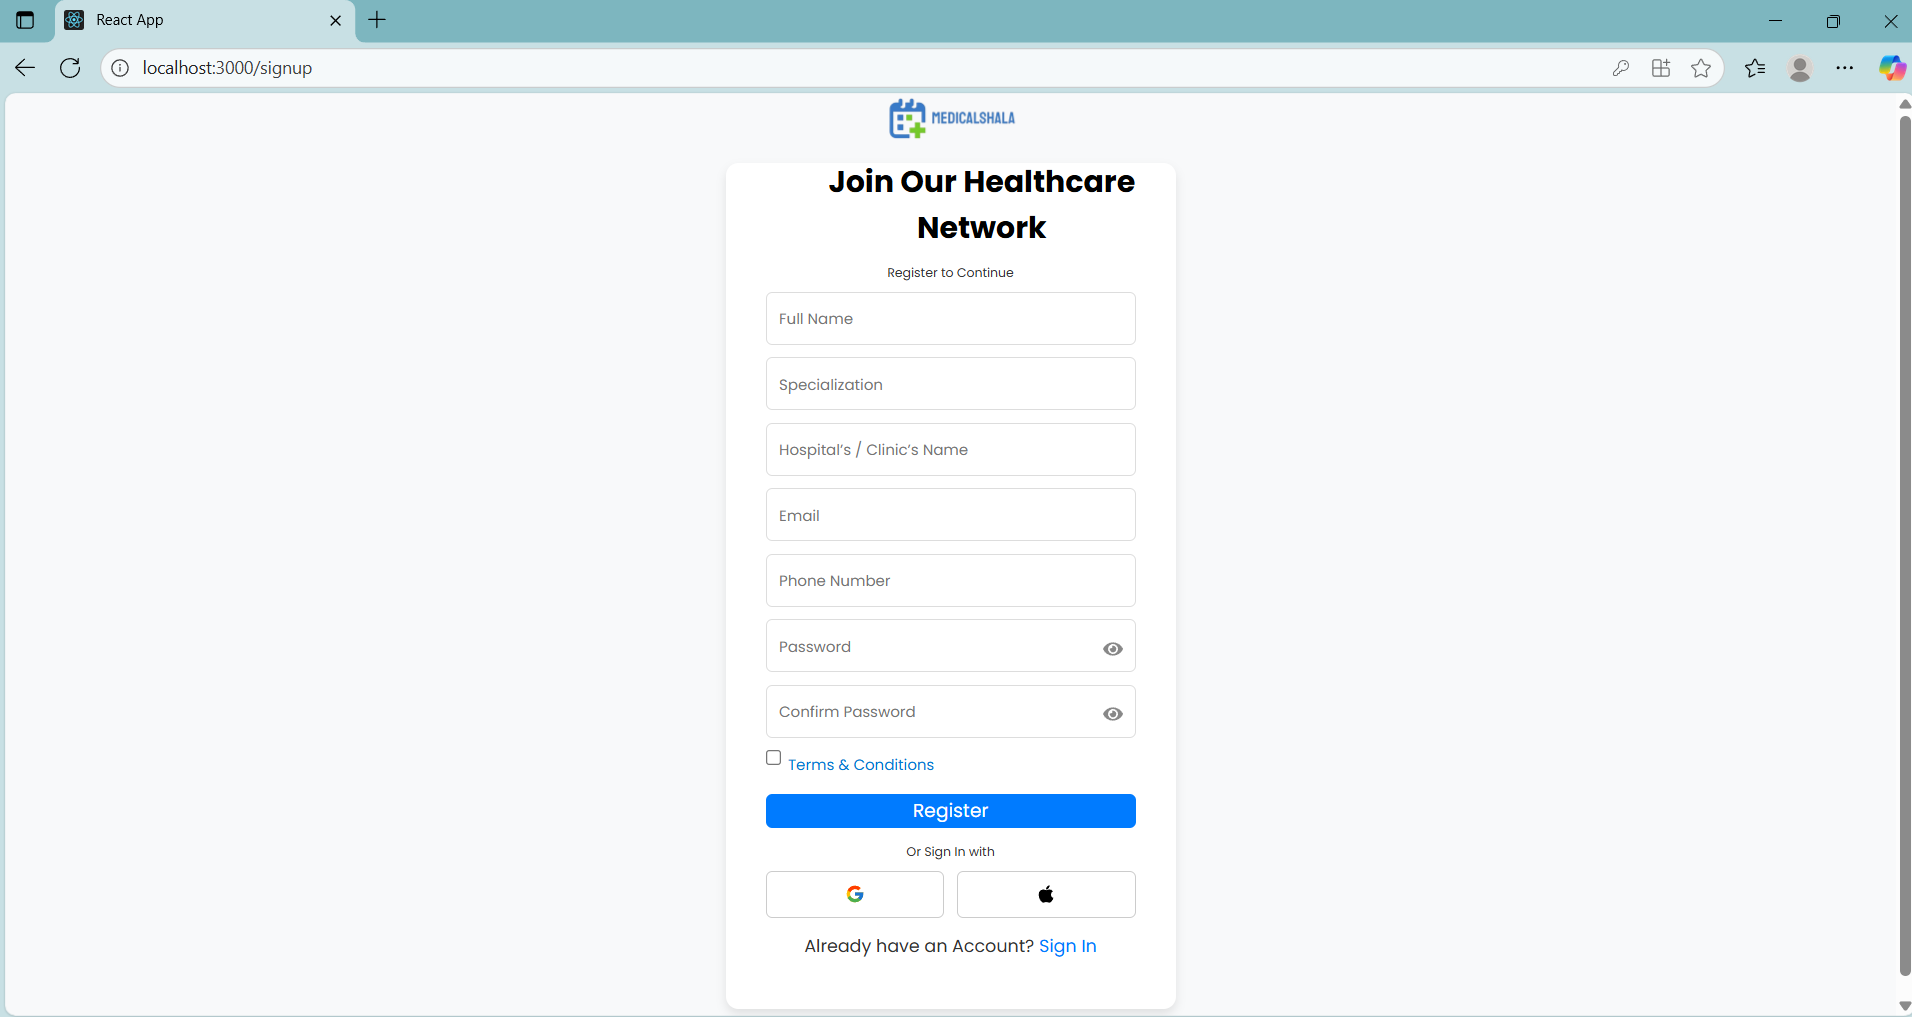 React App
localhost:3000/signup
MEDICALSHALA
Join Our Healthcare
Network
Register to Continue
Full Name
Specialization
Hospital's / Clinic's Name
Email
Phone Number
Password
Confirm Password
Terms & Conditions
Register
Or Sign In with
Already have an Account? Sign In